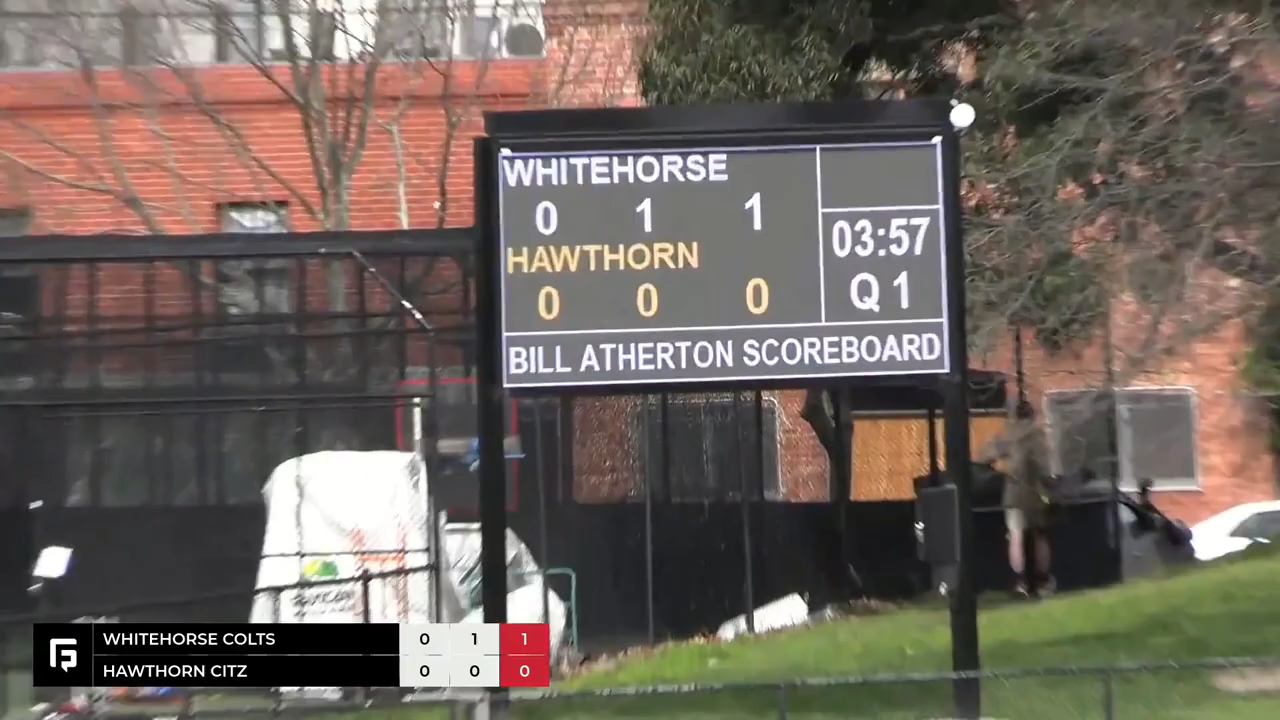 WHITEHORSE
0 1 1
HAWTHORN
0 0 0
03:57
Q1
BILL ATHERTON SCOREBOARD
WHITEHORSE COLTS 0 1 1
HAWTHORN CITZ 0 0 0